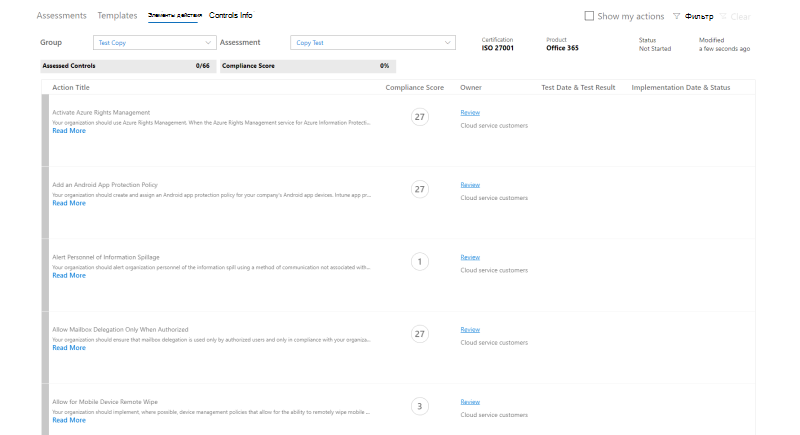 Assessments Templates Элементы действия Controls Info Show my actions Фильтр Clear
Group Test Copy Assessment Copy Test
Certification
ISO 27001
Product
Office 365
Status
Not Started
Modified
a few seconds ago
Assessed Controls 0/66 Compliance Score 0%
Action Title Compliance Score Owner Test Date & Test Result Implementation Date & Status
Activate Azure Rights Management
Your organization should use Azure Rights Management. When the Azure Rights Management service for Azure Information Protecti...
Read More
27
Review
Cloud service customers
Add an Android App Protection Policy
Your organization should create and assign an Android app protection policy for your company's Android app devices. Intune app pr...
Read More
27
Review
Cloud service customers
Alert Personnel of Information Spillage
Your organization should alert organization personnel of the information spill using a method of communication not associated with...
Read More
1
Review
Cloud service customers
Allow Mailbox Delegation Only When Authorized
Your organization should ensure that mailbox delegation is used only by authorized users and only in compliance with your organiza...
Read More
27
Review
Cloud service customers
Allow for Mobile Device Remote Wipe
Your organization should implement, where possible, device management policies that allow for the ability to remotely wipe mobile ...
Read More
3
Review
Cloud service customers